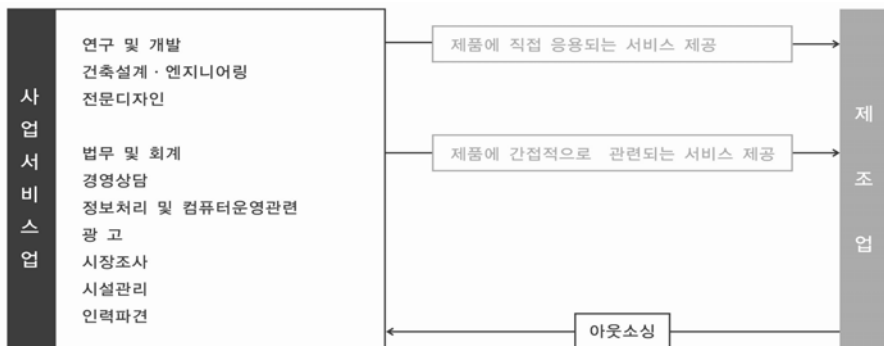 사업서비스업
연구 및 개발
건축설계 · 엔지니어링
전문디자인
법무 및 회계
경영상담
정보처리 및 컴퓨터운영관련
광 고
시장조사
시설관리
인력파견
제품에 직접 응용되는 서비스 제공
제품에 간접적으로 관련되는 서비스 제공
아웃소싱
제조업